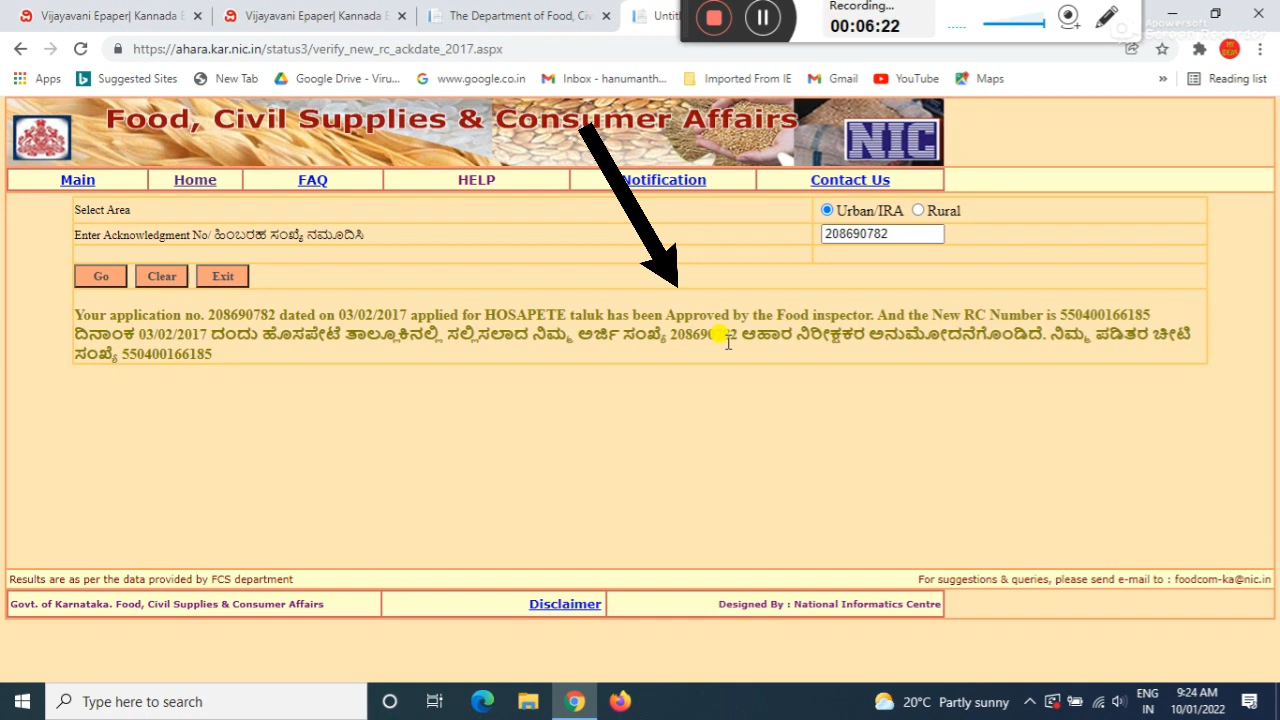 Recording...
00:06:22
Vijayavani Epaper| Kannada
Vijayavani Epaper| Kannada E
The Department of Food, Civ
Apowersoft
Screen Recorder
https://ahara.kar.nic.in/status3/verify_new_rc_ackdate_2017.aspx
Apps
Suggested Sites
New Tab
Google Drive - Viru...
www.google.co.in
Inbox - hanumanth...
Imported From IE
Gmail
YouTube
Maps
»
Reading list
Food, Civil Supplies & Consumer Affairs
NIC
Main
Home
FAQ
HELP
Notification
Contact Us
Select Area
Urban/IRA
Rural
Enter Acknowledgment No/ ಹಿಂಬರಹ ಸಂಖ್ಯೆ ನಮೂದಿಸಿ
208690782
Go
Clear
Exit
Your application no. 208690782 dated on 03/02/2017 applied for HOSAPETE taluk has been Approved by the Food inspector. And the New RC Number is 550400166185
ದಿನಾಂಕ 03/02/2017 ದಂದು ಹೊಸಪೇಟೆ ತಾಲ್ಲೂಕಿನಲ್ಲಿ ಸಲ್ಲಿಸಲಾದ ನಿಮ್ಮ ಅರ್ಜಿ ಸಂಖ್ಯೆ 208690782 ಆಹಾರ ನಿರೀಕ್ಷಕರ ಅನುಮೋದನೆಗೊಂಡಿದೆ. ನಿಮ್ಮ ಪಡಿತರ ಚೀಟಿ
ಸಂಖ್ಯೆ 550400166185
Results are as per the data provided by FCS department
For suggestions & queries, please send e-mail to : foodcom-ka@nic.in
Govt. of Karnataka. Food, Civil Supplies & Consumer Affairs
Disclaimer
Designed By : National Informatics Centre
Type here to search
20°C Partly sunny
ENG
IN
9:24 AM
10/01/2022